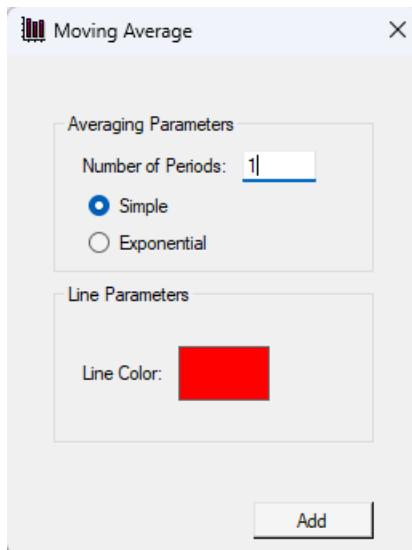 Moving Average
Averaging Parameters
Number of Periods: 1
Simple
Exponential
Line Parameters
Line Color:
Add